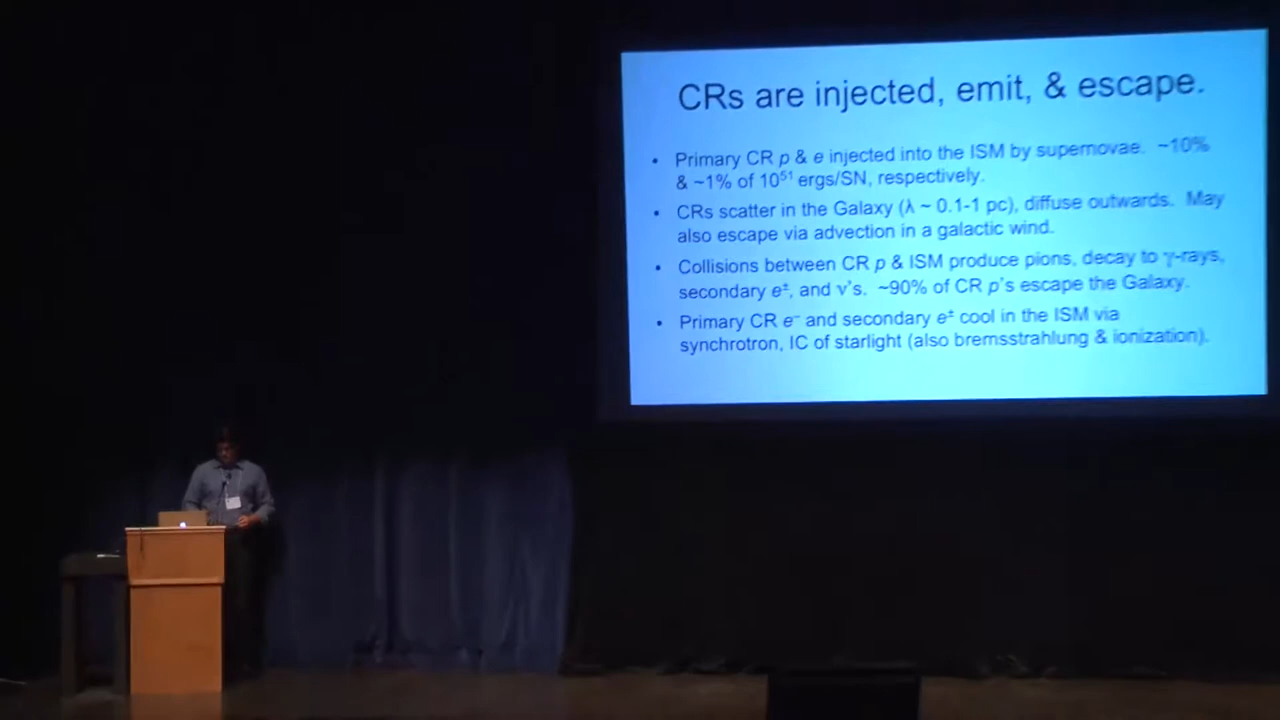 CRs are injected, emit, & escape.
• Primary CR p & e injected into the ISM by supernovae. ~10%
& ~1% of 10⁵¹ ergs/SN, respectively.
• CRs scatter in the Galaxy (λ ~ 0.1-1 pc), diffuse outwards. May
also escape via advection in a galactic wind.
• Collisions between CR p & ISM produce pions, decay to γ-rays,
secondary e±, and ν's. ~90% of CR p's escape the Galaxy.
• Primary CR e⁻ and secondary e± cool in the ISM via
synchrotron, IC of starlight (also bremsstrahlung & ionization).